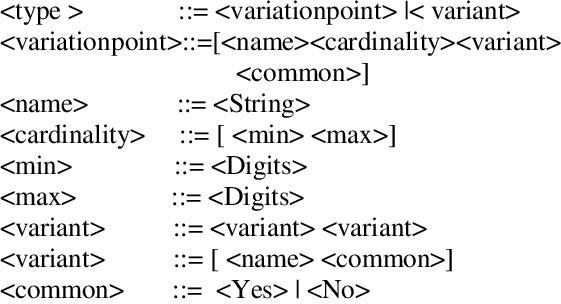 <type > ::= <variationpoint> |< variant>
<variationpoint>::=[<name><cardinality><variant>
<common>]
<name> ::= <String>
<cardinality> ::= [ <min> <max>]
<min> ::= <Digits>
<max> ::= <Digits>
<variant> ::= <variant> <variant>
<variant> ::= [ <name> <common>]
<common> ::= <Yes> | <No>